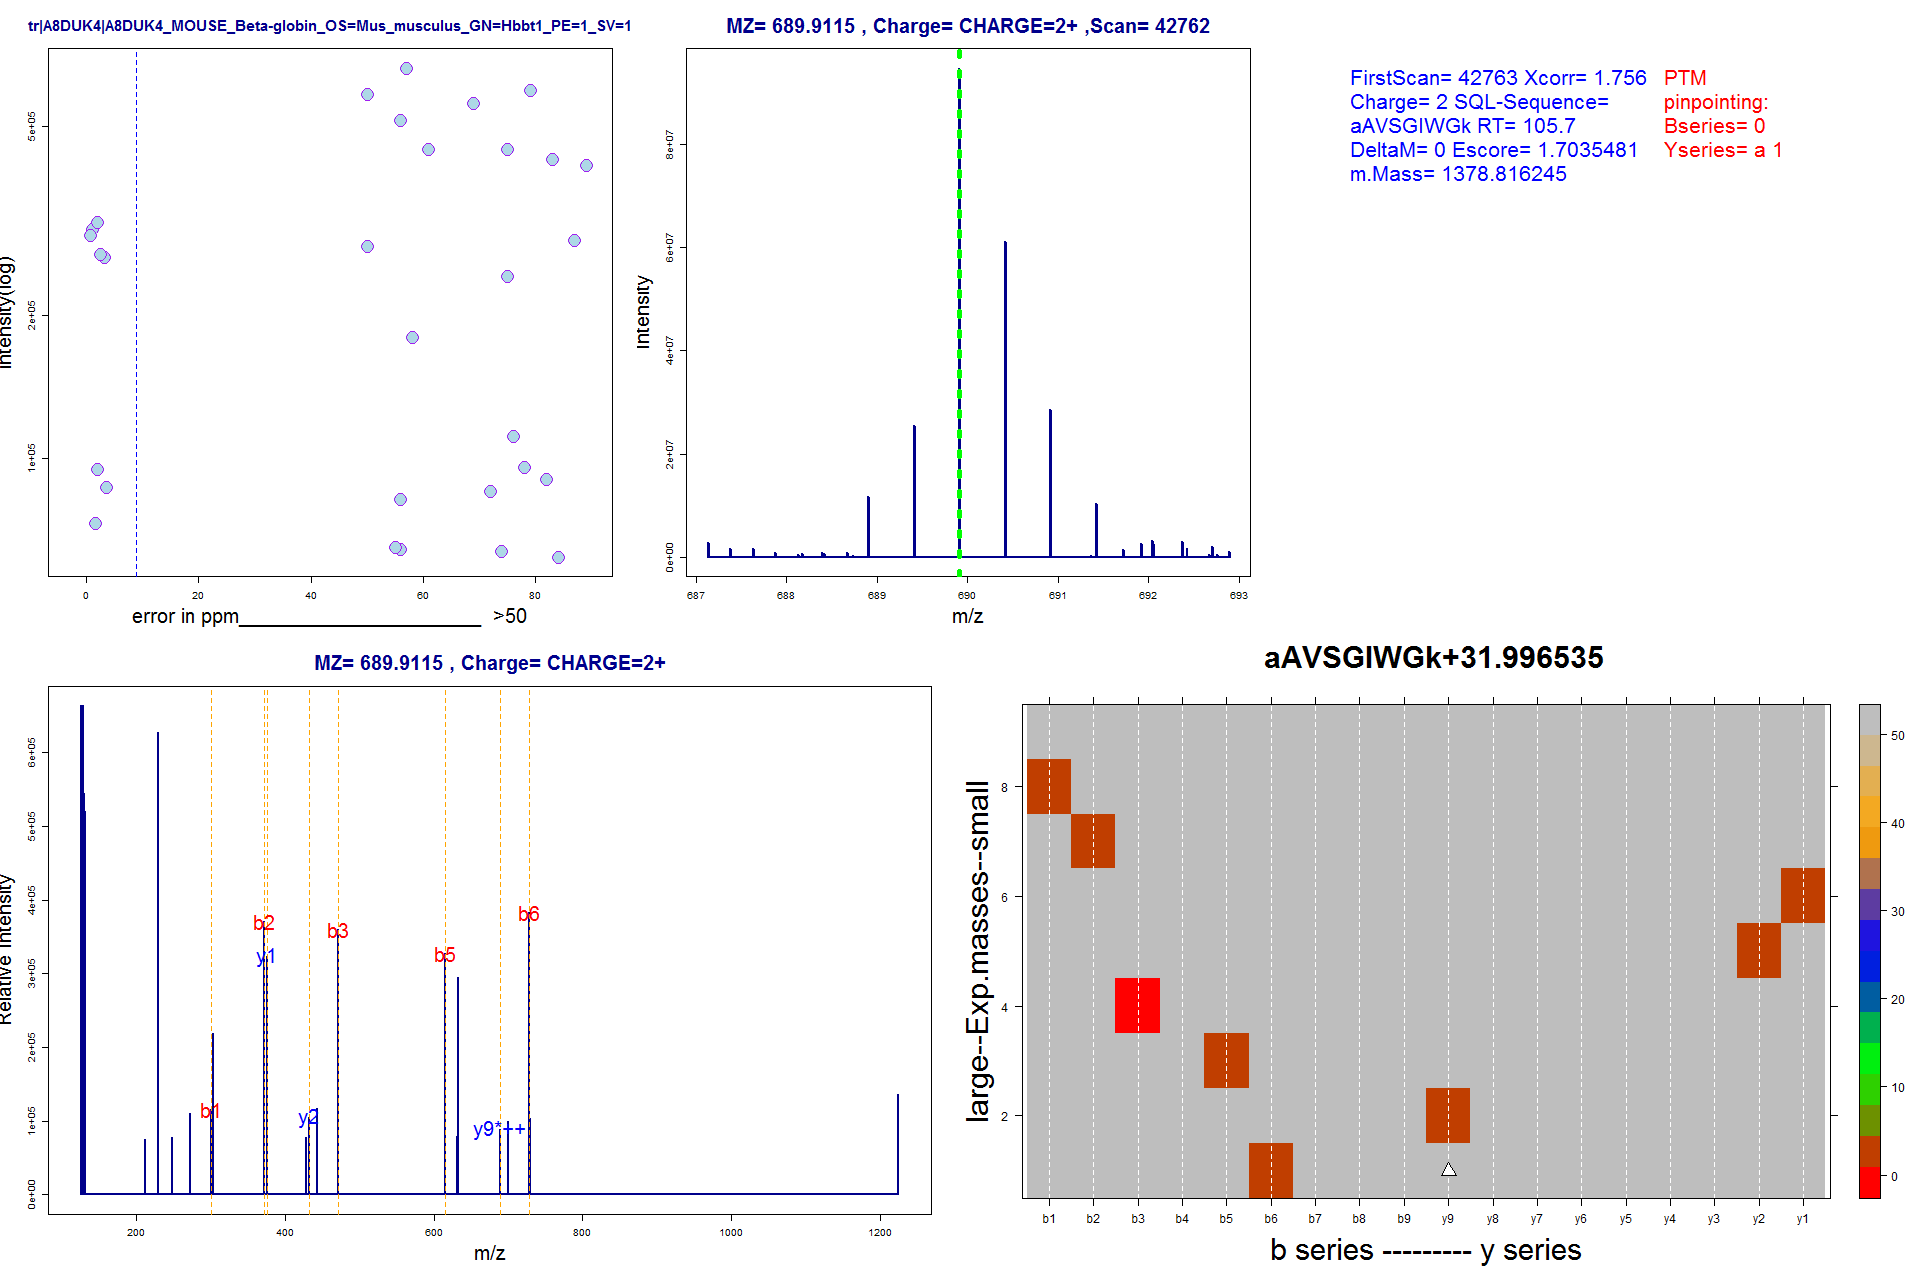 tr|A8DUK4|A8DUK4_MOUSE_Beta-globin_OS=Mus_musculus_GN=Hbbt1_PE=1_SV=1
Intensity(log)
1e+05
2e+05
5e+05
0
20
40
60
80
error in ppm______________________ >50
MZ= 689.9115 , Charge= CHARGE=2+ ,Scan= 42762
Intensity
0e+00
2e+07
4e+07
6e+07
8e+07
687
688
689
690
691
692
693
m/z
FirstScan= 42763 Xcorr= 1.756
Charge= 2 SQL-Sequence=
aAVSGIWGk RT= 105.7
DeltaM= 0 Escore= 1.7035481
m.Mass= 1378.816245
PTM
pinpointing:
Bseries= 0
Yseries= a 1
MZ= 689.9115 , Charge= CHARGE=2+
Relative Intensity
0e+00
1e+05
2e+05
3e+05
4e+05
5e+05
6e+05
b1
b2
y1
y2
b3
b5
y9*++
b6
200
400
600
800
1000
1200
m/z
aAVSGIWGk+31.996535
large--Exp.masses--small
2
4
6
8
b1
b2
b3
b4
b5
b6
b7
b8
b9
y9
y8
y7
y6
y5
y4
y3
y2
y1
b series --------- y series
0
10
20
30
40
50